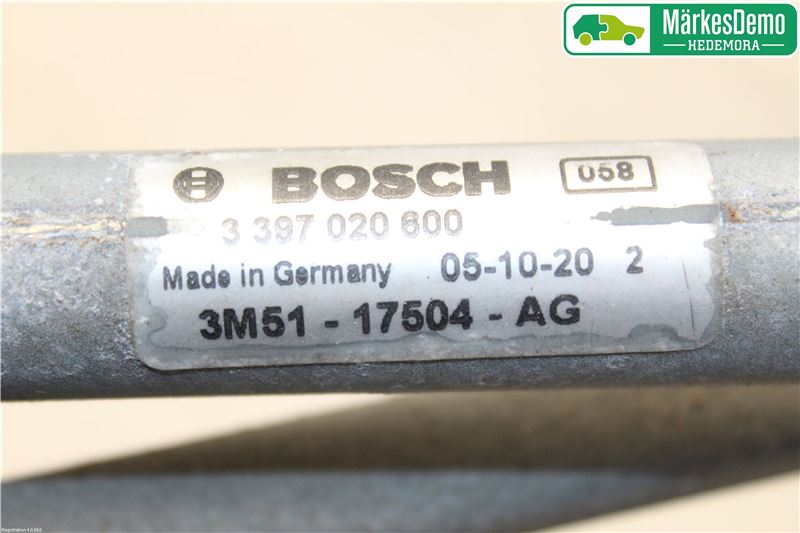 MärkesDemo
HEDEMORA
BOSCH
058
3 397 020 600
Made in Germany 05-10-20 2
3M51 - 17504 - AG